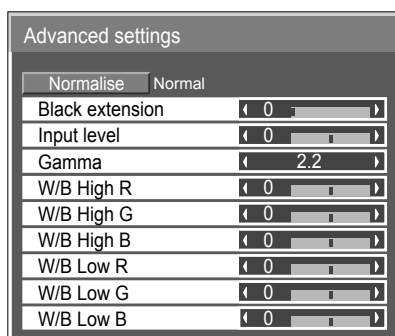 Advanced settings
Normalise Normal
Black extension 0
Input level 0
Gamma 2.2
W/B High R 0
W/B High G 0
W/B High B 0
W/B Low R 0
W/B Low G 0
W/B Low B 0